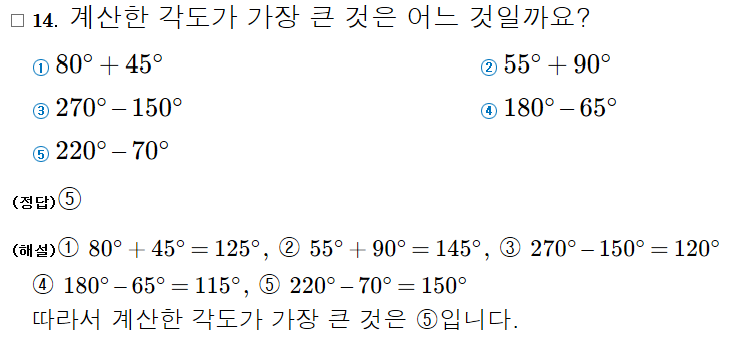 □ 14. 계산한 각도가 가장 큰 것은 어느 것일까요?
① 80° + 45° ② 55° + 90°
③ 270° – 150° ④ 180° – 65°
⑤ 220° – 70°
(정답)⑤
(해설)① 80° + 45° = 125°, ② 55° + 90° = 145°, ③ 270° – 150° = 120°
④ 180° – 65° = 115°, ⑤ 220° – 70° = 150°
따라서 계산한 각도가 가장 큰 것은 ⑤입니다.